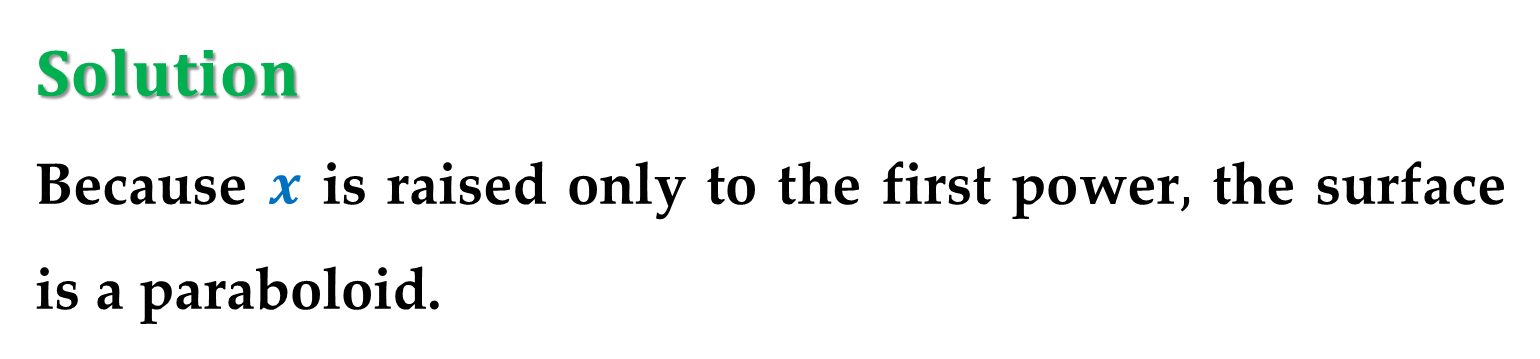 Solution
Because x is raised only to the first power, the surface
is a paraboloid.